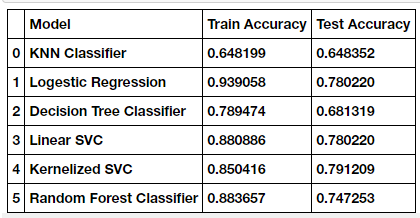 Model Train Accuracy Test Accuracy
0 KNN Classifier 0.648199 0.648352
1 Logestic Regression 0.939058 0.780220
2 Decision Tree Classifier 0.789474 0.681319
3 Linear SVC 0.880886 0.780220
4 Kernelized SVC 0.850416 0.791209
5 Random Forest Classifier 0.883657 0.747253